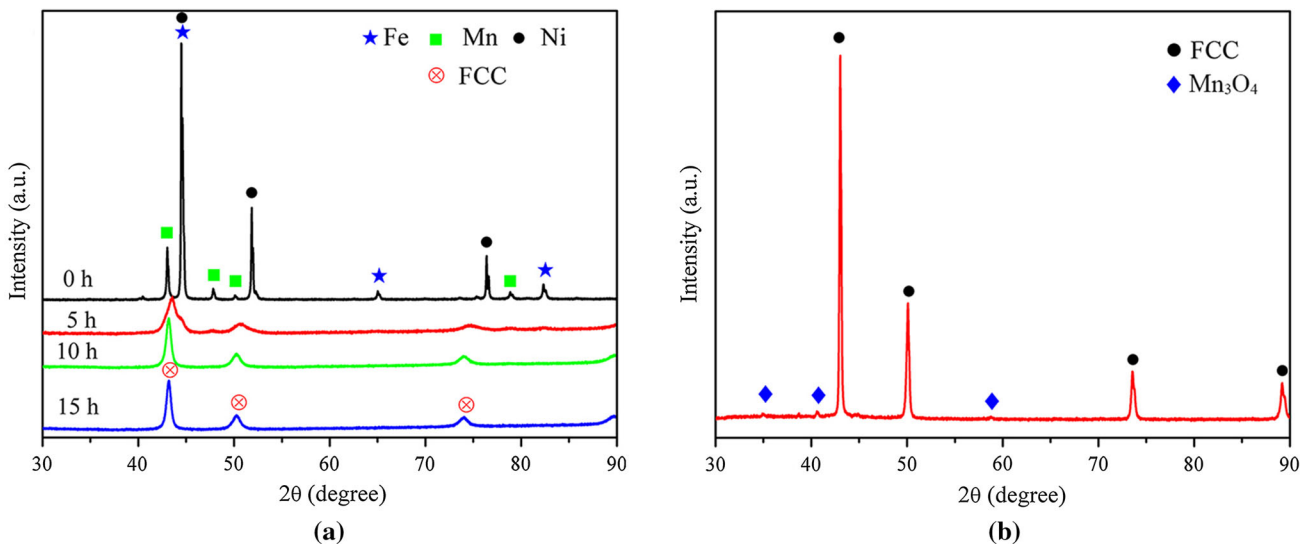 Fe Mn Ni
FCC
0 h
5 h
10 h
15 h
Intensity (a.u.)
30 40 50 60 70 80 90
2θ (degree)
(a)
FCC
Mn₃O₄
Intensity (a.u.)
30 40 50 60 70 80 90
2θ (degree)
(b)